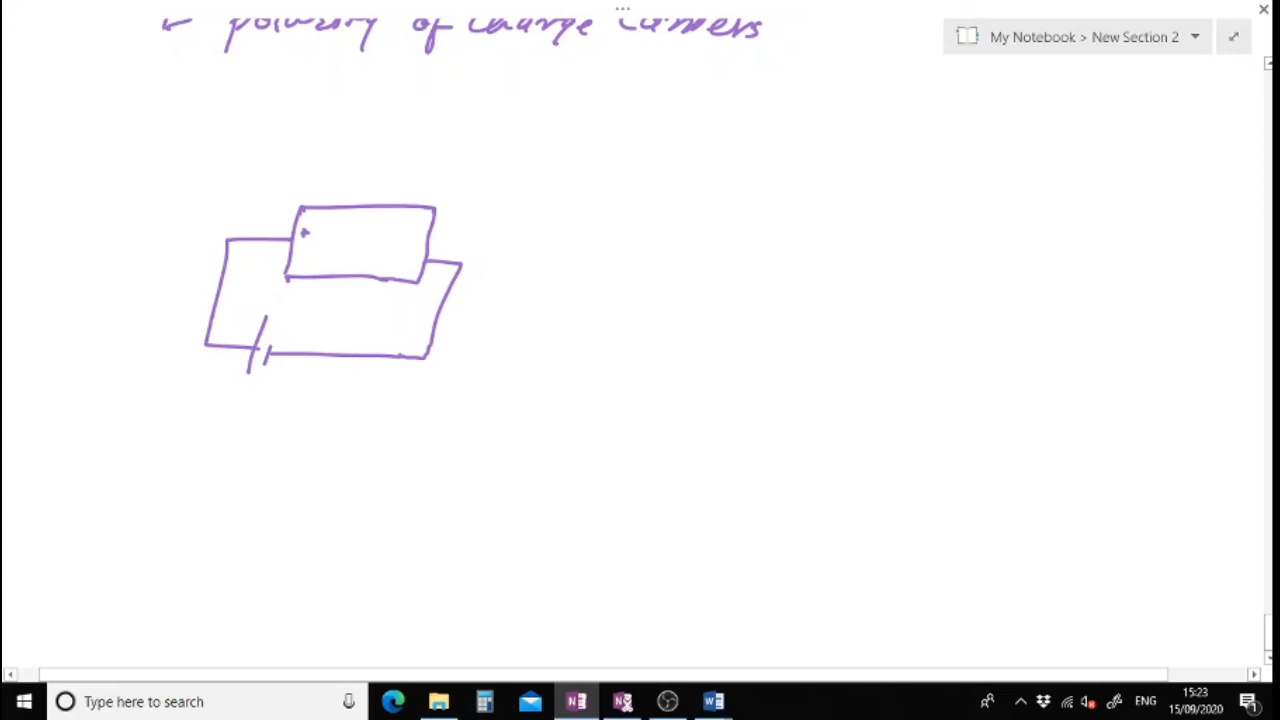 polarity of charge carriers
My Notebook > New Section 2
Type here to search
ENG
15:23
15/09/2020
1